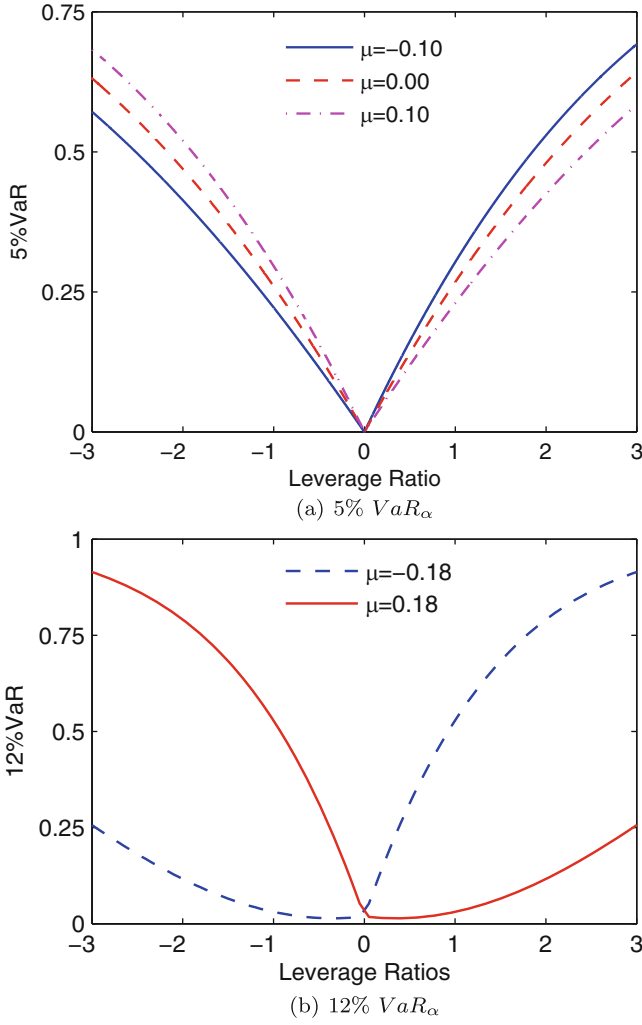 0.75
0.5
0.25
0
5%VaR
μ=−0.10
μ=0.00
μ=0.10
−3 −2 −1 0 1 2 3
Leverage Ratio
(a) 5% VaRα
1
0.75
0.5
0.25
0
12%VaR
μ=−0.18
μ=0.18
−3 −2 −1 0 1 2 3
Leverage Ratios
(b) 12% VaRα